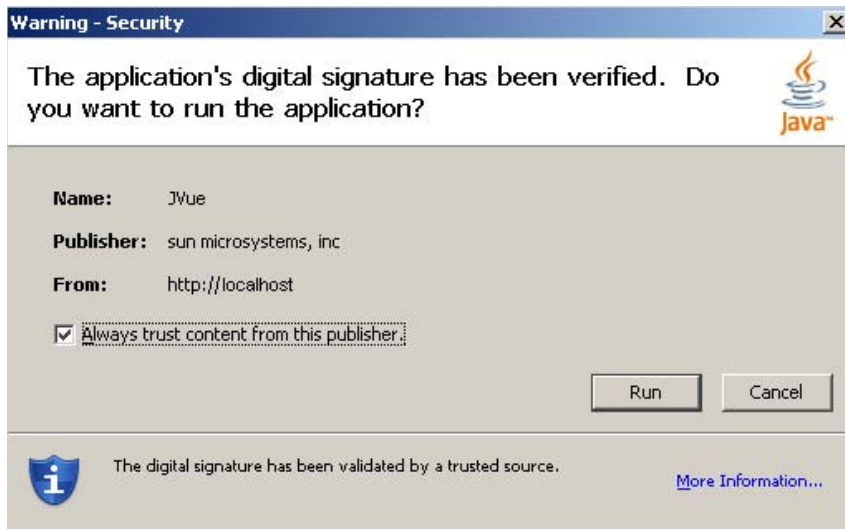 Warning - Security
The application's digital signature has been verified. Do
you want to run the application?
Java™
Name: JVue
Publisher: sun microsystems, inc
From: http://localhost
Always trust content from this publisher.
Run Cancel
The digital signature has been validated by a trusted source.
More Information...